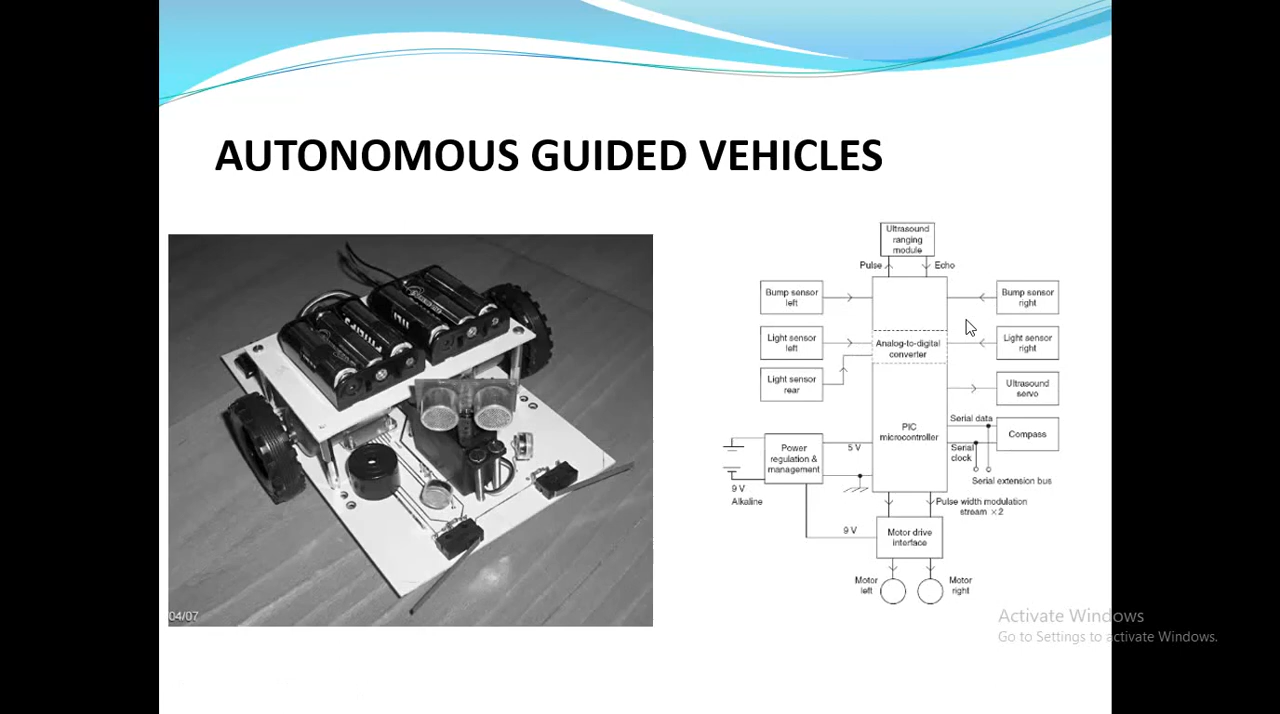 AUTONOMOUS GUIDED VEHICLES
04/07
Ultrasound
ranging
module
Pulse
Echo
Bump sensor
left
Bump sensor
right
Light sensor
left
Analog-to-digital
converter
Light sensor
right
Light sensor
rear
Ultrasound
servo
PIC
microcontroller
Serial data
Compass
Serial
clock
Serial extension bus
Power
regulation &
management
5 V
9 V
Alkaline
Pulse width modulation
stream ×2
9 V
Motor drive
interface
Motor
left
Motor
right
Activate Windows
Go to Settings to activate Windows.